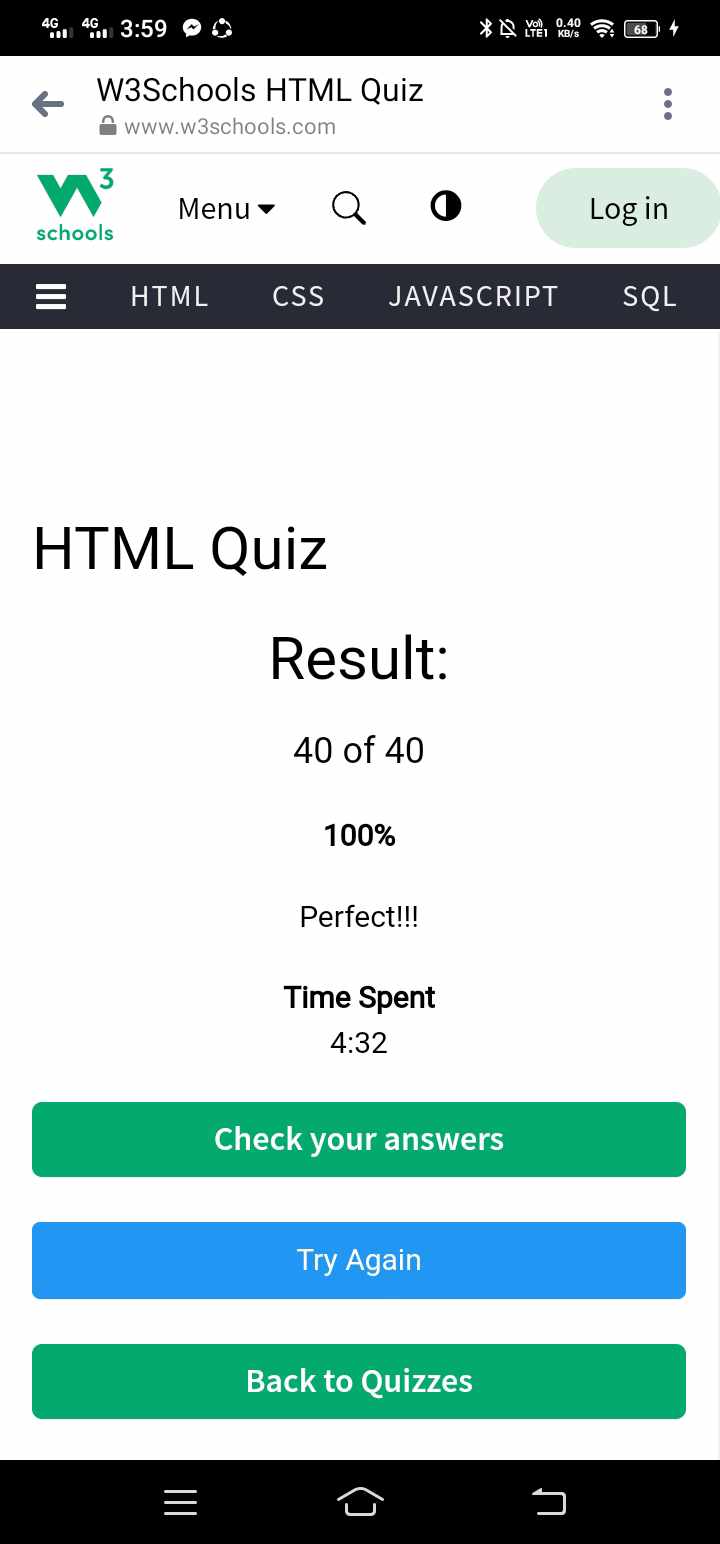 4G 4G 3:59 Vo) LTE1 0.40 KB/s 68
W3Schools HTML Quiz
www.w3schools.com
W3 schools Menu Log in
HTML CSS JAVASCRIPT SQL
HTML Quiz
Result:
40 of 40
100%
Perfect!!!
Time Spent
4:32
Check your answers
Try Again
Back to Quizzes